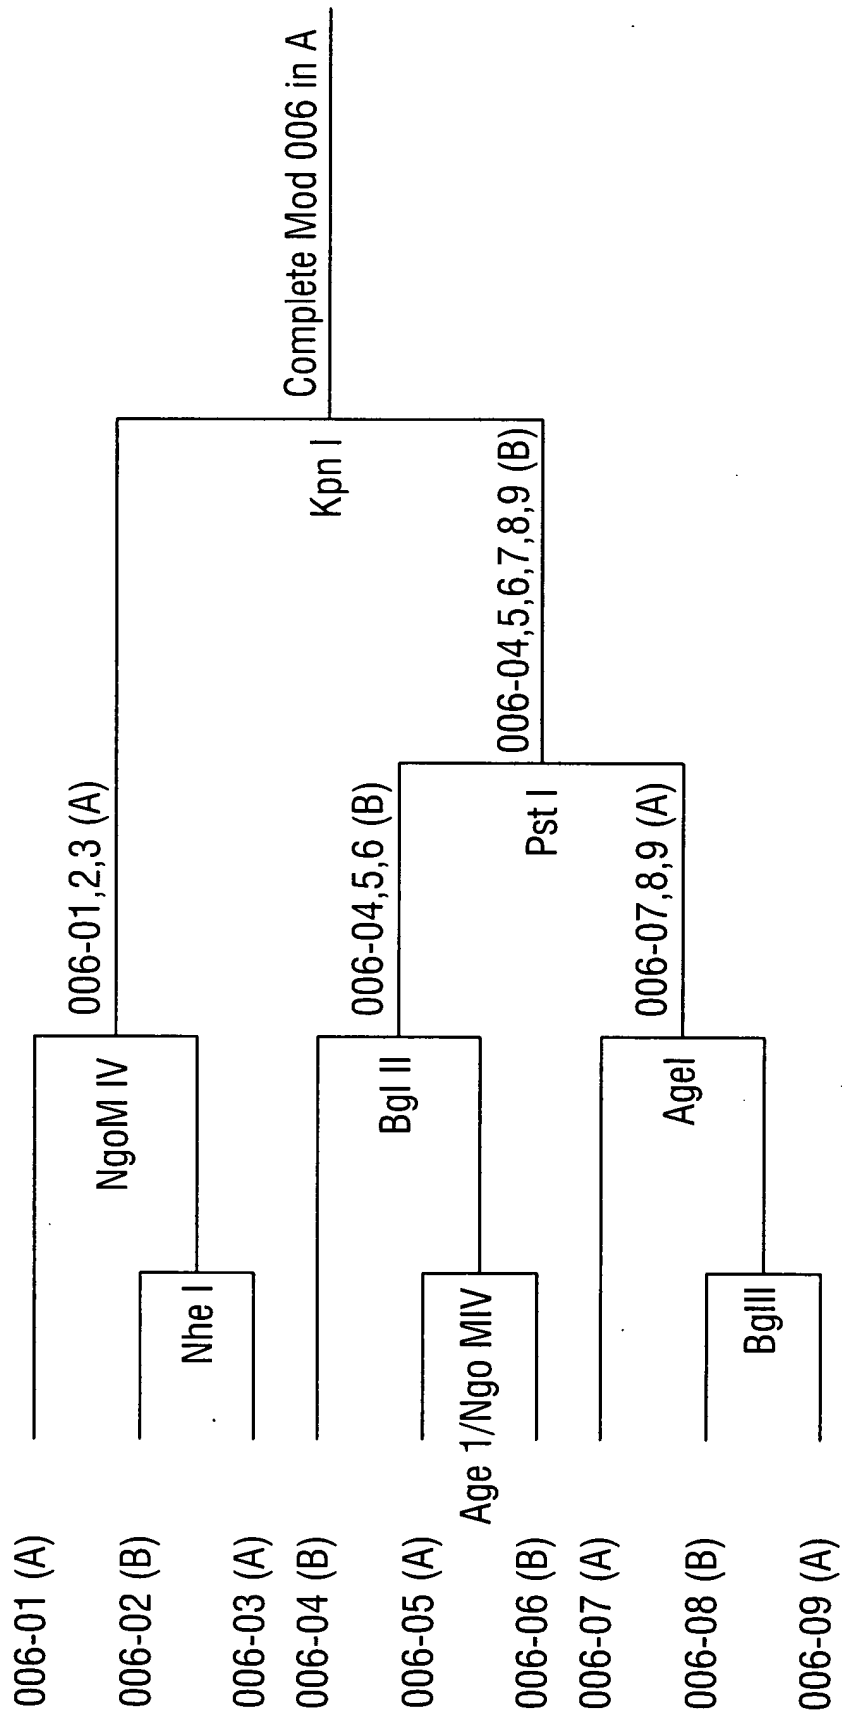 006-01 (A)
006-02 (B)
006-03 (A)
006-04 (B)
006-05 (A)
006-06 (B)
006-07 (A)
006-08 (B)
006-09 (A)
Nhe I
Age 1/Ngo MIV
BglII
NgoM IV
Bgl II
AgeI
006-01,2,3 (A)
006-04,5,6 (B)
006-07,8,9 (A)
Pst I
006-04,5,6,7,8,9 (B)
Kpn I
Complete Mod 006 in A